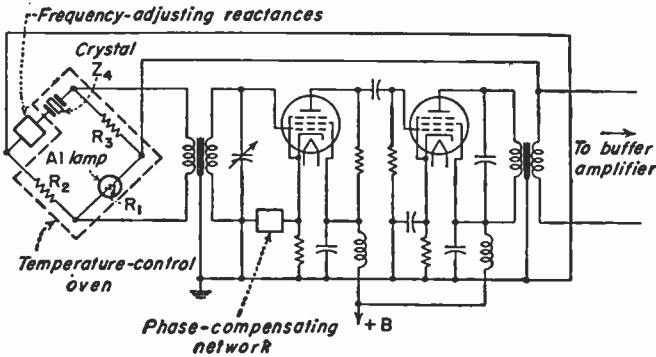 Frequency-adjusting reactances
Crystal
Z4
R3
A1 lamp
R2
R1
To buffer
amplifier
Temperature-control
oven
Phase-compensating
network
+B